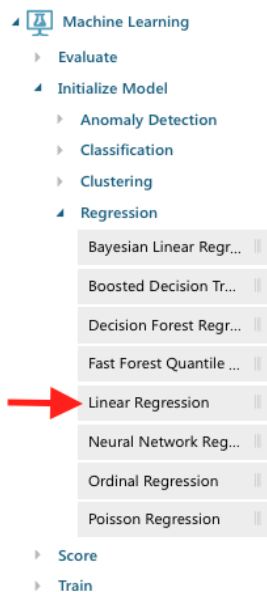 Machine Learning
Evaluate
Initialize Model
Anomaly Detection
Classification
Clustering
Regression
Bayesian Linear Regr...
Boosted Decision Tr...
Decision Forest Regr...
Fast Forest Quantile ...
Linear Regression
Neural Network Reg...
Ordinal Regression
Poisson Regression
Score
Train